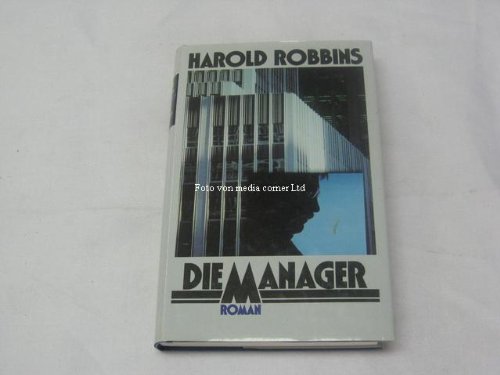 HAROLD ROBBINS
Foto von media corner Ltd
DIE MANAGER
ROMAN